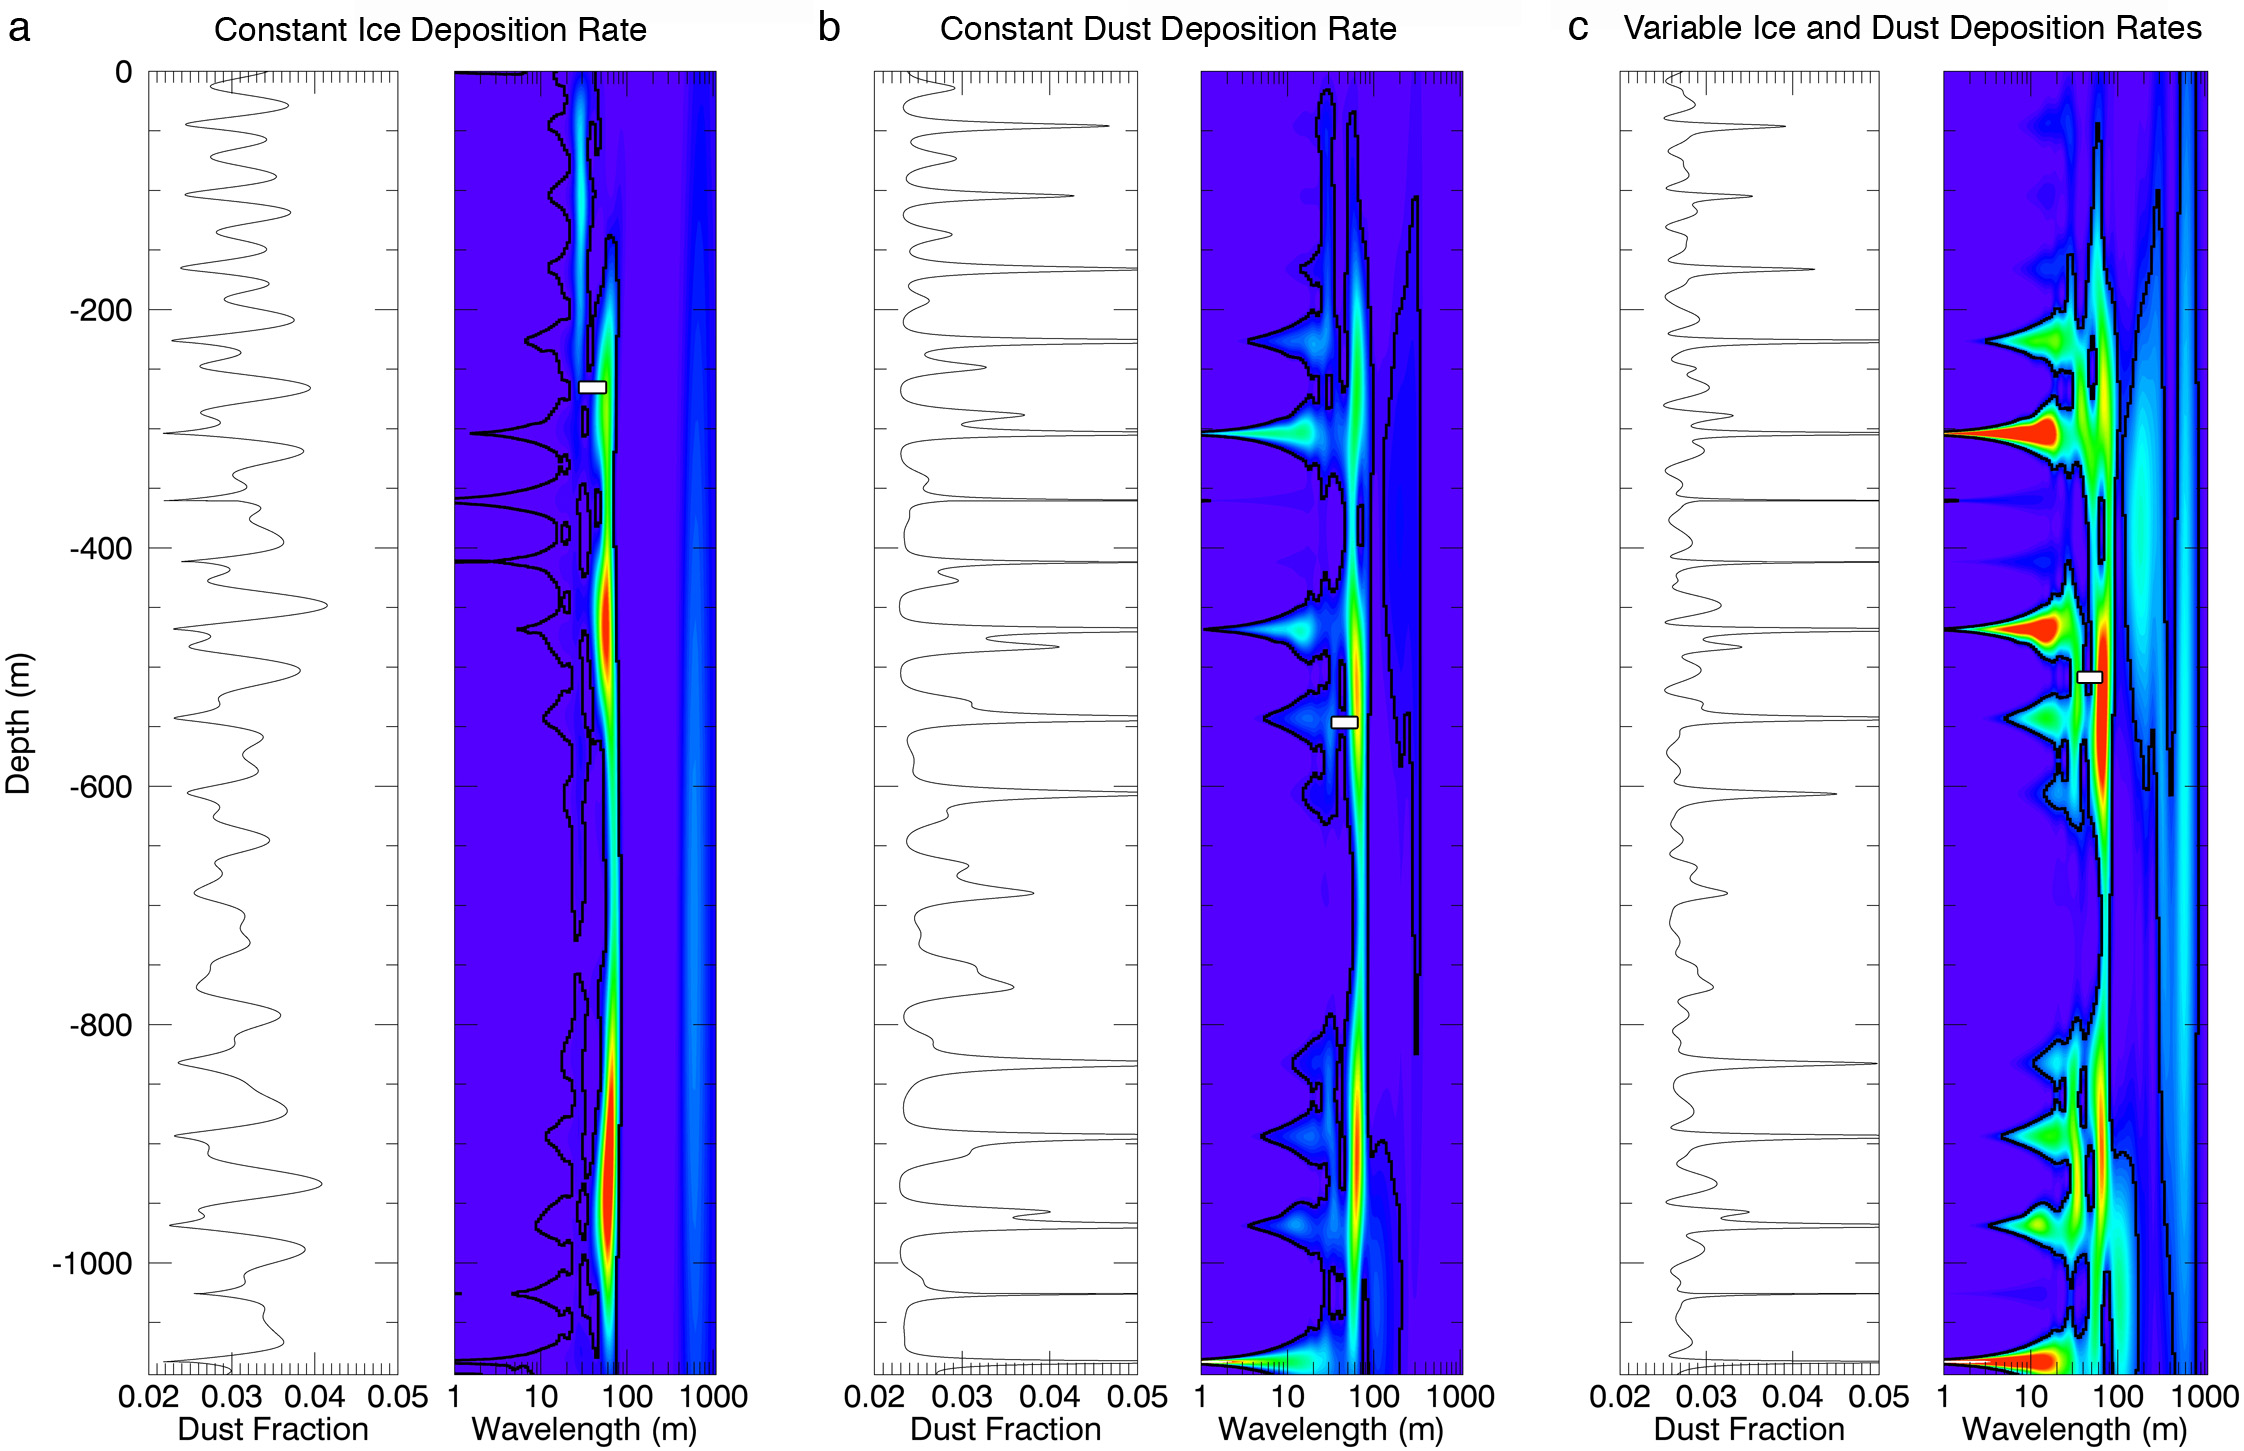 a Constant Ice Deposition Rate b Constant Dust Deposition Rate c Variable Ice and Dust Deposition Rates
0
-200
-400
-600
-800
-1000
Depth (m)
0.02 0.03 0.04 0.05 1 10 100 1000 0.02 0.03 0.04 0.05 1 10 100 1000 0.02 0.03 0.04 0.05 1 10 100 1000
Dust Fraction Wavelength (m) Dust Fraction Wavelength (m) Dust Fraction Wavelength (m)